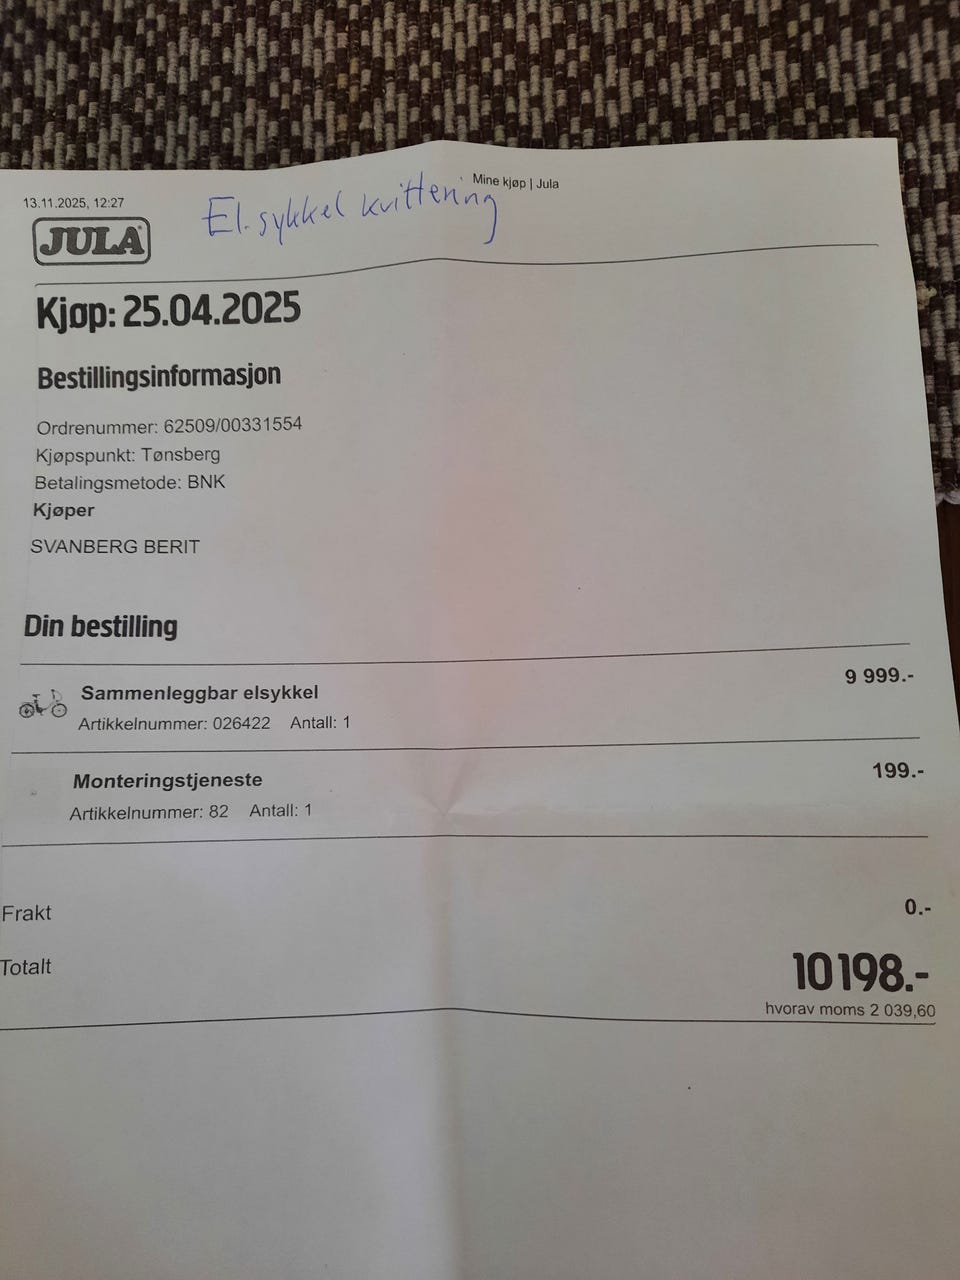 Mine kjøp | Jula
13.11.2025, 12:27
El. sykkel kvittering
JULA
Kjøp: 25.04.2025
Bestillingsinformasjon
Ordrenummer: 62509/00331554
Kjøpspunkt: Tønsberg
Betalingsmetode: BNK
Kjøper
SVANBERG BERIT
Din bestilling
Sammenleggbar elsykkel 9 999.-
Artikkelnummer: 026422 Antall: 1
Monteringstjeneste 199.-
Artikkelnummer: 82 Antall: 1
Frakt 0.-
Totalt 10 198.-
hvorav moms 2 039,60